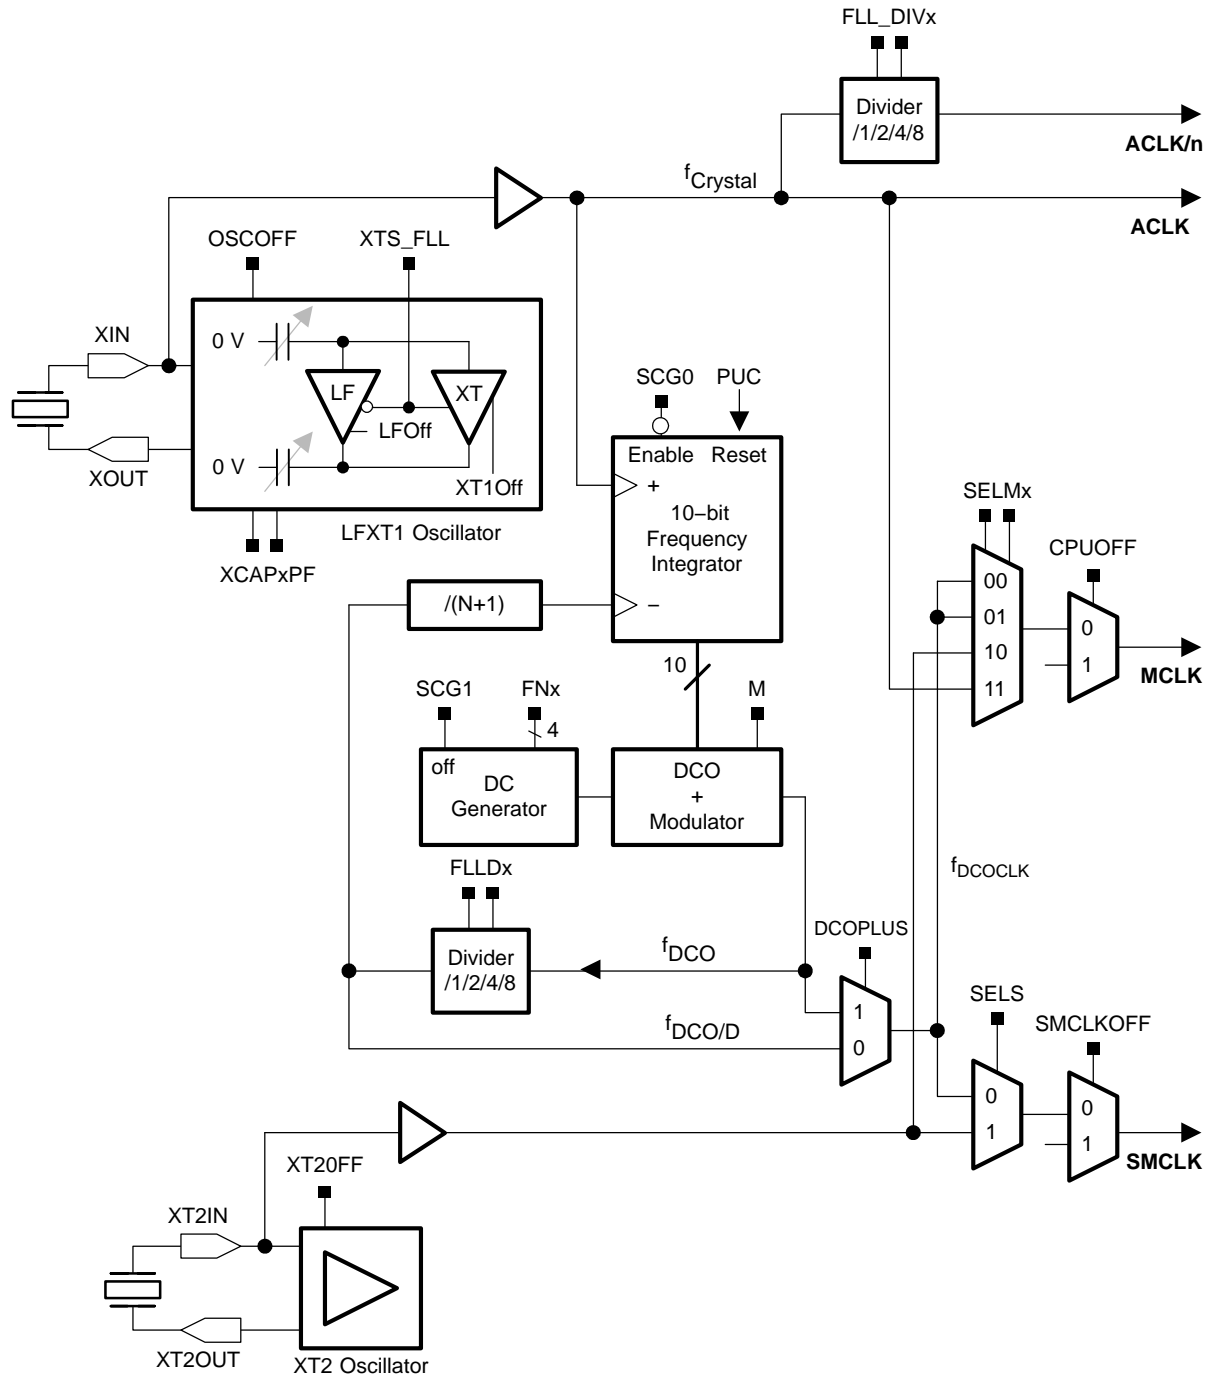 FLL_DIVx
Divider
/1/2/4/8
ACLK/n
fCrystal
ACLK
OSCOFF
XTS_FLL
XIN
0 V
LF
XT
LFOff
0 V
XT1Off
XOUT
LFXT1 Oscillator
XCAPxPF
SCG0
PUC
Enable
Reset
+
10−bit
Frequency
Integrator
−
/(N+1)
SELMx
CPUOFF
00
01
10
11
0
1
MCLK
10
SCG1
FNx
4
M
off
DC
Generator
DCO
+
Modulator
FLLDx
fDCOCLK
Divider
/1/2/4/8
fDCO
DCOPLUS
1
0
fDCO/D
SELS
SMCLKOFF
0
1
0
1
SMCLK
XT20FF
XT2IN
XT2OUT
XT2 Oscillator